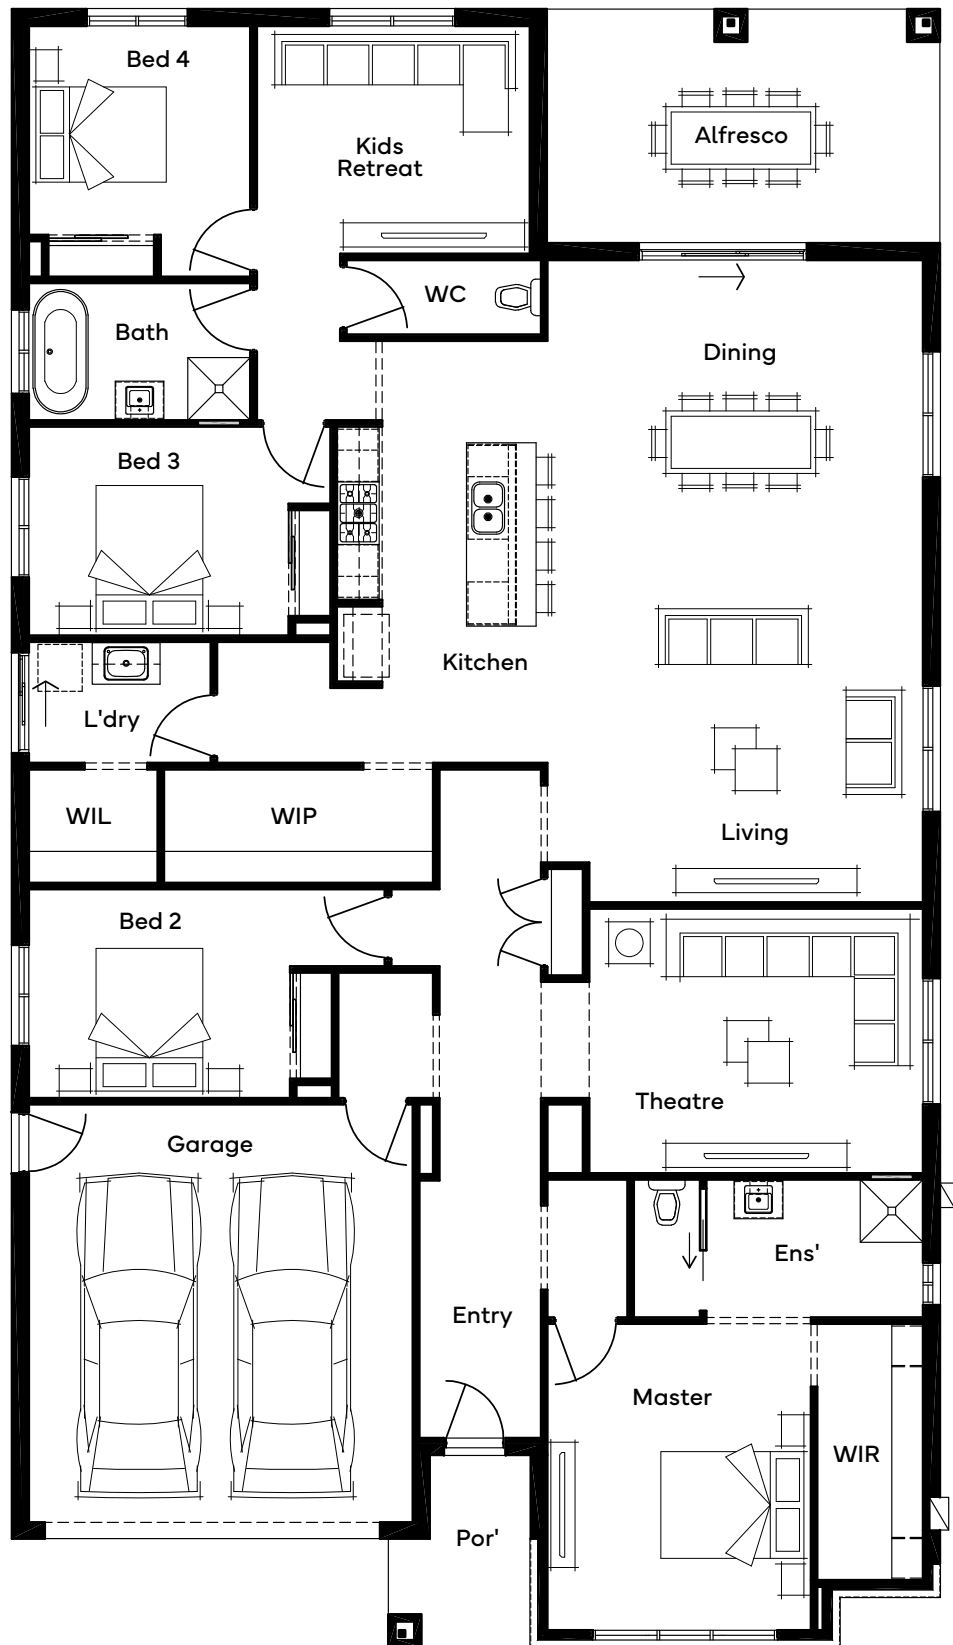 Bed 4
Kids
Retreat
Alfresco
WC
Bath
Dining
Bed 3
Kitchen
L'dry
WIL
WIP
Living
Bed 2
Theatre
Garage
Ens'
Entry
Master
WIR
Por'